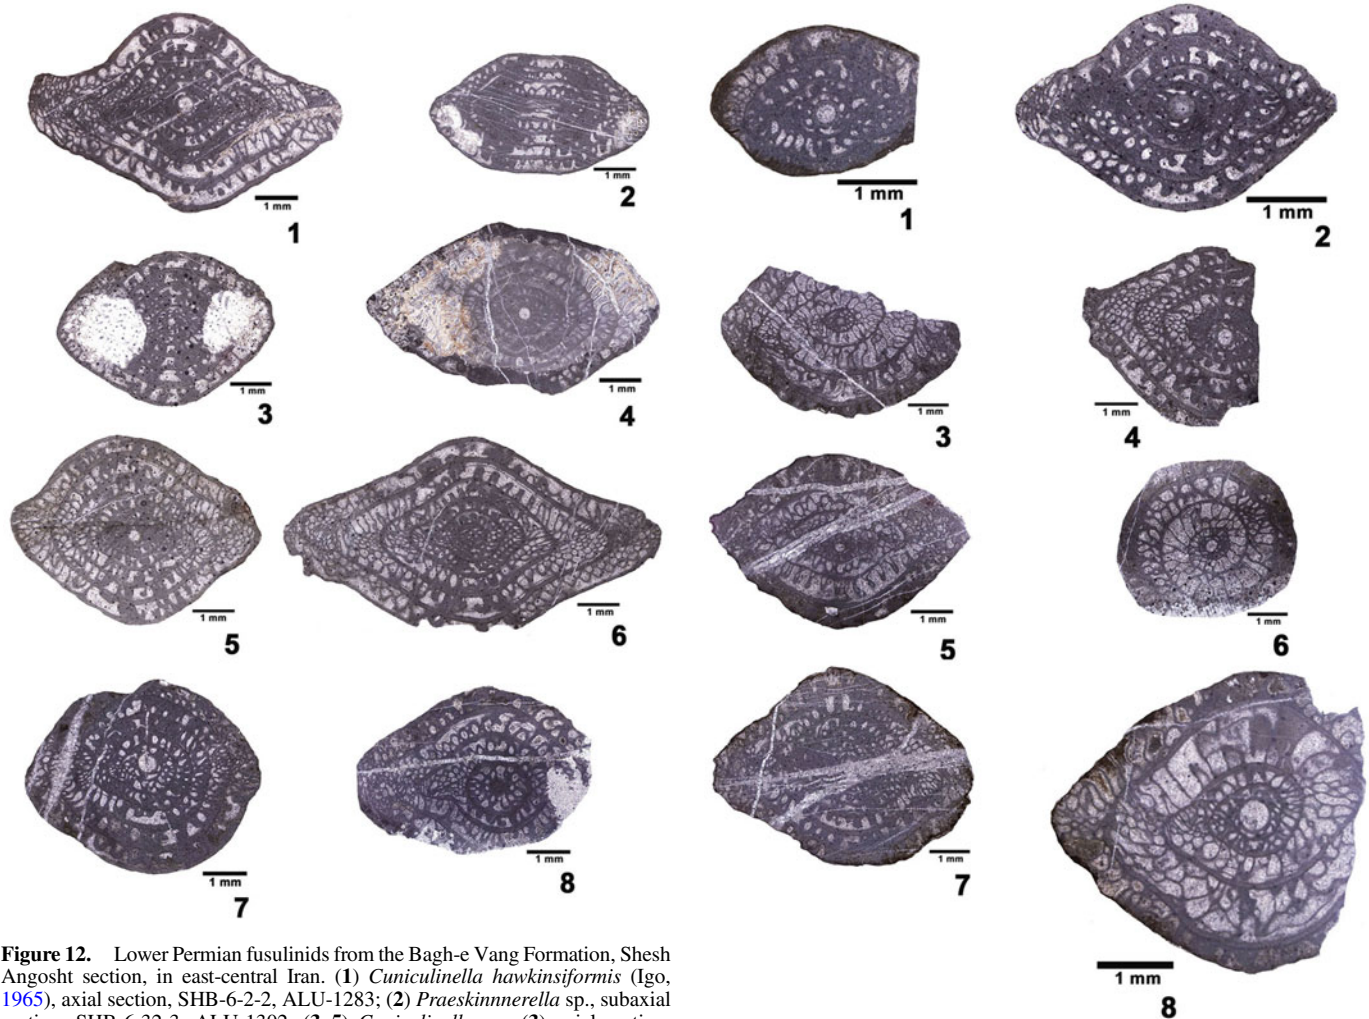 1 mm
1
1 mm
2
1 mm
3
1 mm
4
1 mm
5
1 mm
6
1 mm
7
1 mm
8
Figure 12. Lower Permian fusulinids from the Bagh-e Vang Formation, Shesh
Angosht section, in east-central Iran. (1) Cuniculinella hawkinsiformis (Igo,
1965), axial section, SHB-6-2-2, ALU-1283; (2) Praeskinnnerella sp., subaxial
1 mm
1
1 mm
2
1 mm
3
1 mm
4
1 mm
5
1 mm
6
1 mm
7
1 mm
8